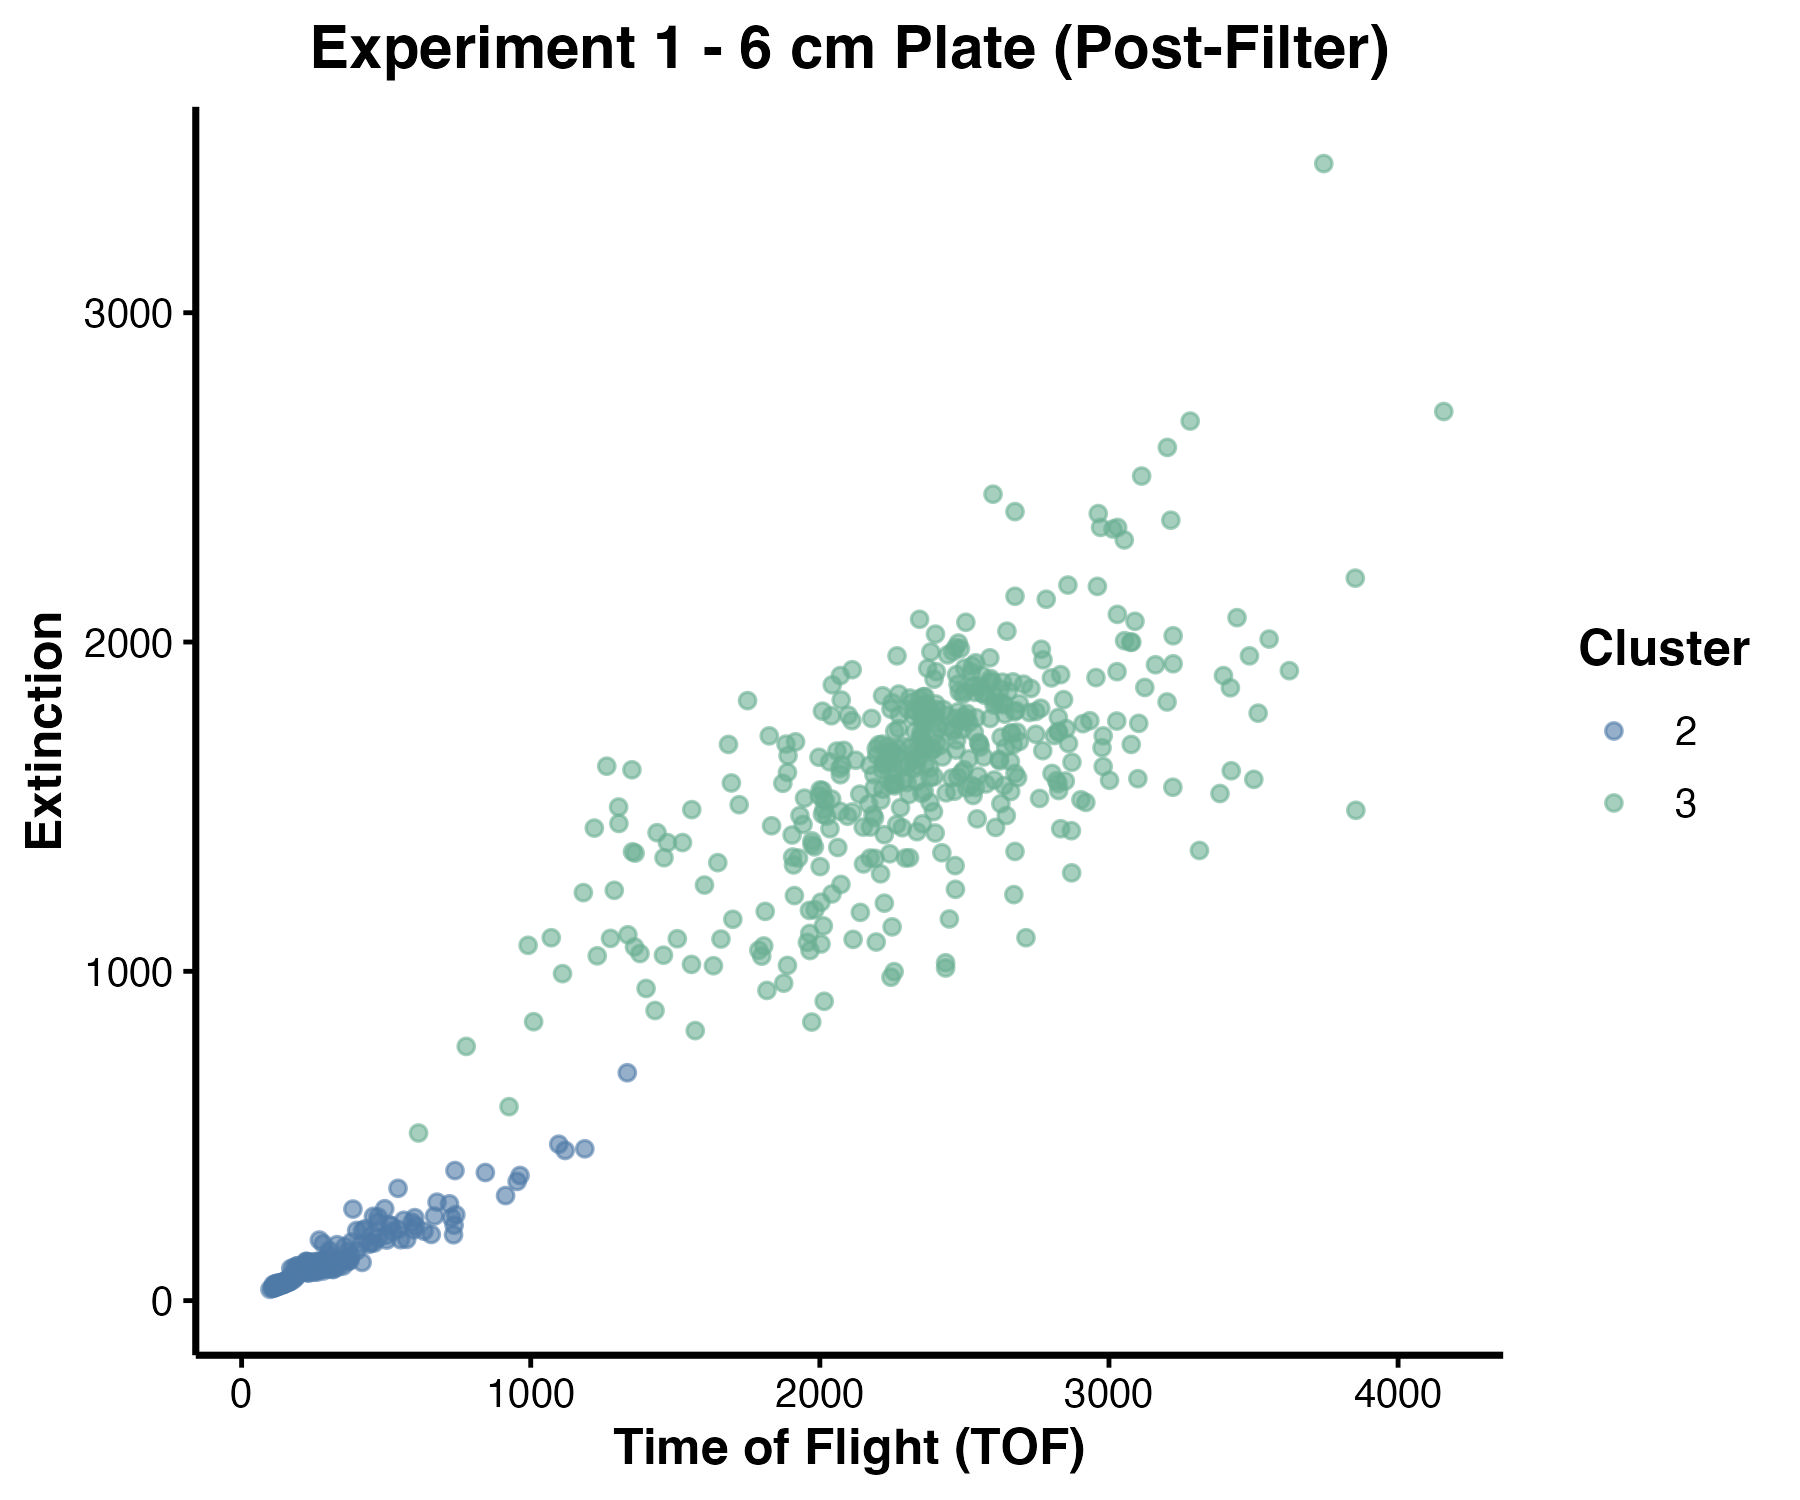 Experiment 1 - 6 cm Plate (Post-Filter)
Extinction
3000
2000
1000
0
0 1000 2000 3000 4000
Time of Flight (TOF)
Cluster
2
3